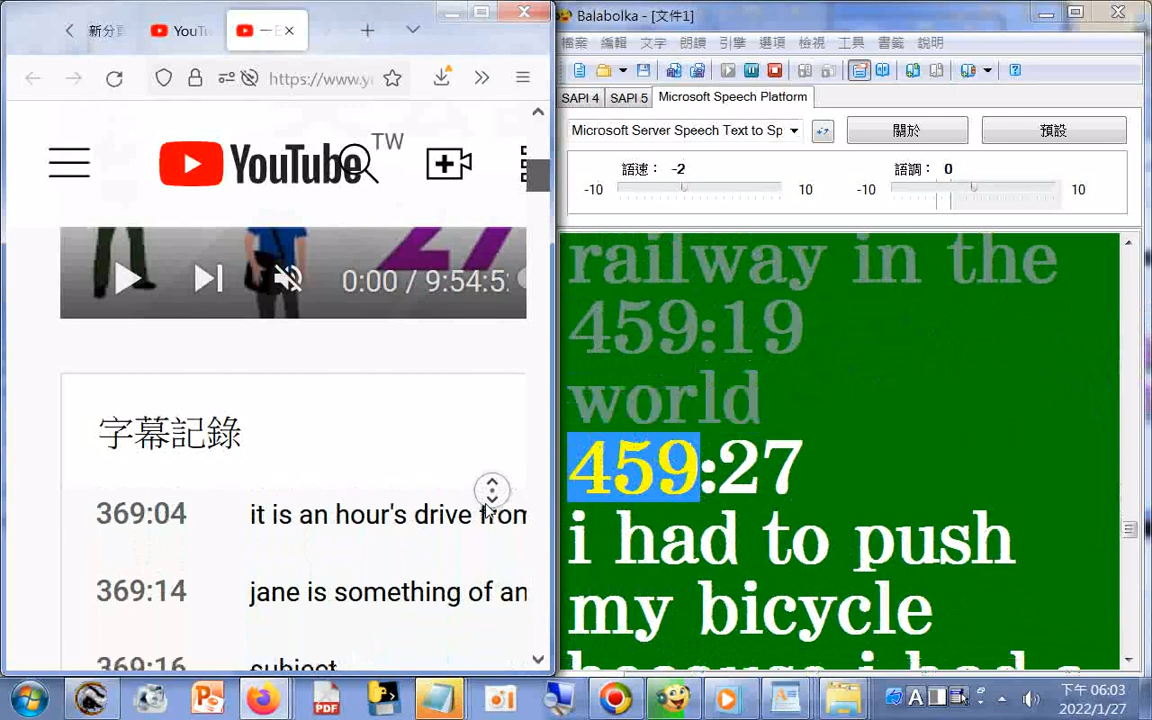 新分
YouTu
一 E
https://www.y
YouTube
TW
0:00 / 9:54:5
字幕記錄
369:04 it is an hour's drive from
369:14 jane is something of an
369:16 subject
Balabolka - [文件1]
檔案 編輯 文字 朗讀 引擎 選項 檢視 工具 書籤 說明
SAPI 4 SAPI 5 Microsoft Speech Platform
Microsoft Server Speech Text to Sp 關於 預設
語速: -2 語調: 0
-10 10 -10 10
railway in the
459:19
world
459:27
i had to push
my bicycle
because i had a
下午 06:03
2022/1/27